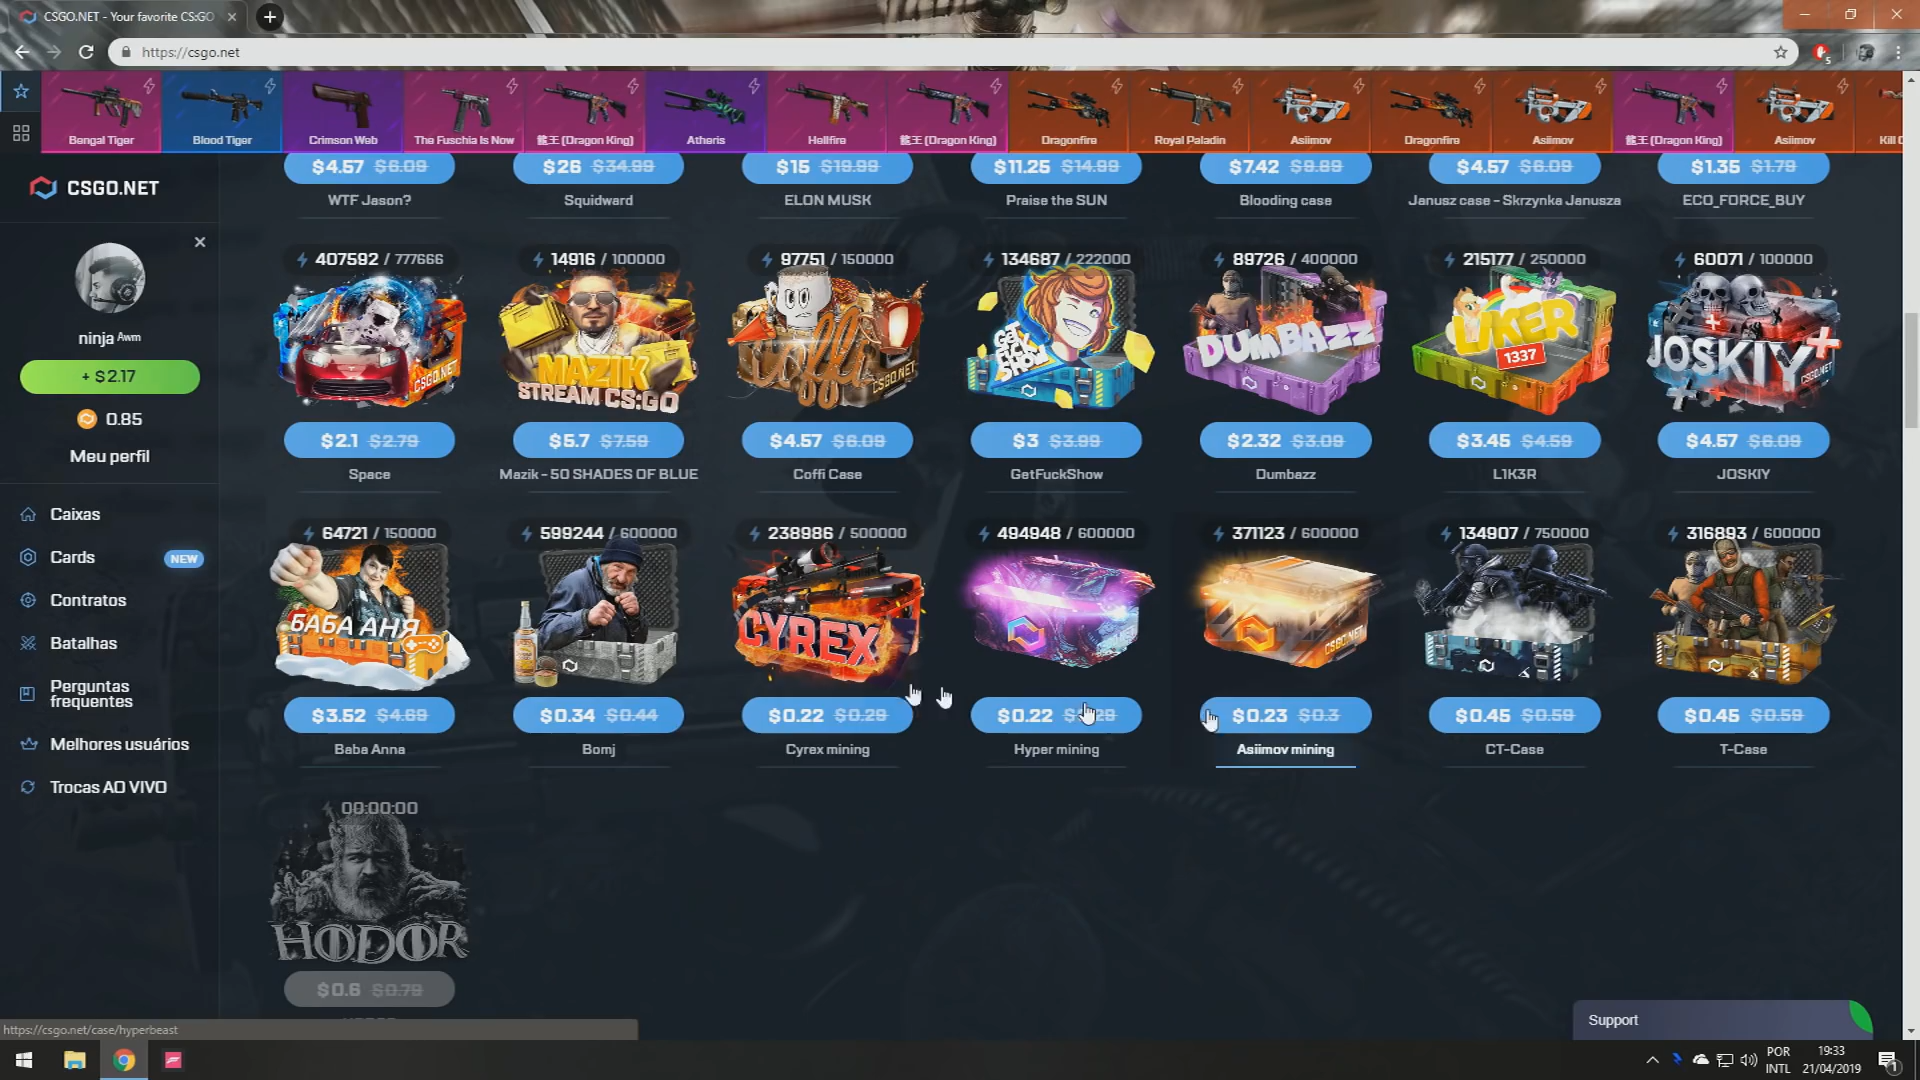 CSGO.NET - Your favorite CS:GO
https://csgo.net
5
Bengal Tiger
Blood Tiger
Crimson Web
The Fuschia Is Now
龍王 (Dragon King)
Atheris
Hellfire
龍王 (Dragon King)
Dragonfire
Royal Paladin
Asiimov
Dragonfire
Asiimov
龍王 (Dragon King)
Asiimov
Kill C
CSGO.NET
ninja Awm
+ $2.17
0.85
Meu perfil
Caixas
Cards NEW
Contratos
Batalhas
Perguntas
frequentes
Melhores usuários
Trocas AO VIVO
$4.57 $6.09
$26 $34.99
$15 $19.99
$11.25 $14.99
$7.42 $9.89
$4.57 $6.09
$1.35 $1.79
WTF Jason?
Squidward
ELON MUSK
Praise the SUN
Blooding case
Janusz case - Skrzynka Janusza
ECO_FORCE_BUY
407592 / 777666
14916 / 100000
97751 / 150000
134687 / 222000
89726 / 400000
215177 / 250000
60071 / 100000
CSGO.NET
MAZIK
STREAM CS:GO
CSGO.NET
DUMBAZZ
LIKER
1337
JOSKIY
CSGO.NET
$2.1 $2.79
$5.7 $7.59
$4.57 $6.09
$3 $3.99
$2.32 $3.09
$3.45 $4.59
$4.57 $6.09
Space
Mazik - 50 SHADES OF BLUE
Coffi Case
GetFuckShow
Dumbazz
L1K3R
JOSKIY
64721 / 150000
599244 / 600000
238986 / 500000
494948 / 600000
371123 / 600000
134907 / 750000
316893 / 600000
БАБА АНЯ
CYREX
CSGO.NET
$3.52 $4.69
$0.34 $0.44
$0.22 $0.29
$0.22
$0.23 $0.3
$0.45 $0.59
$0.45 $0.59
Baba Anna
Bomj
Cyrex mining
Hyper mining
Asiimov mining
CT-Case
T-Case
00:00:00
HODOR
$0.6 $0.79
Support
https://csgo.net/case/hyperbeast
POR
INTL
19:33
21/04/2019
1